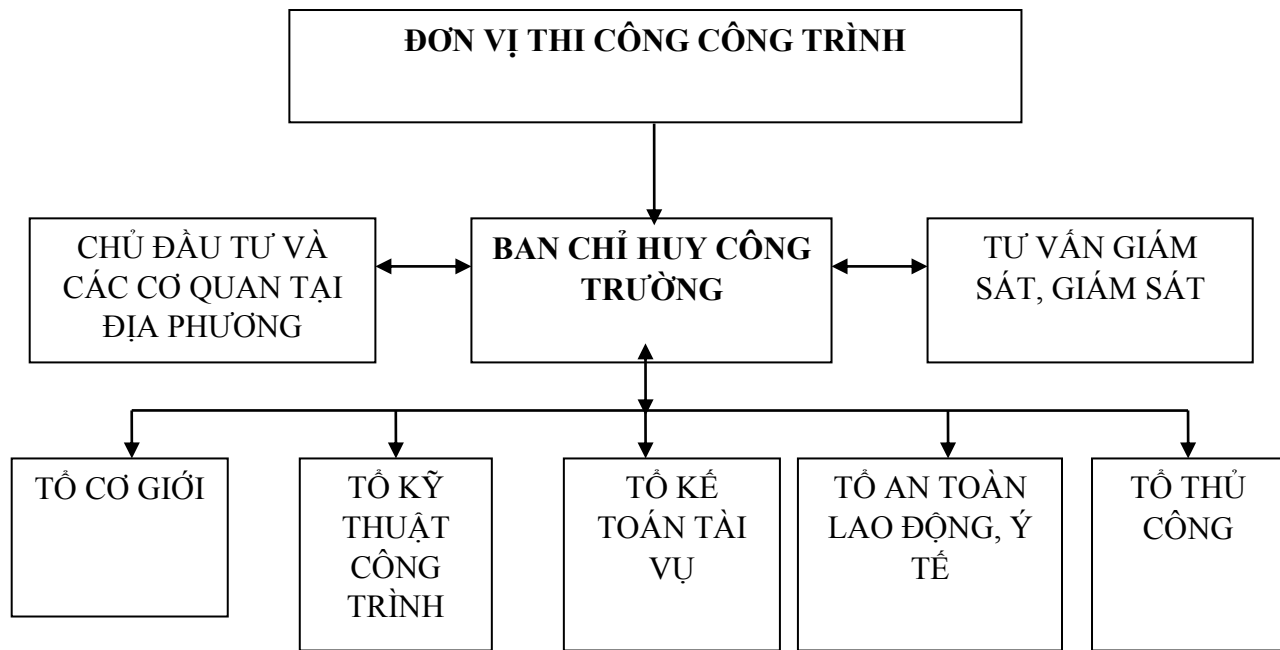 ĐƠN VỊ THI CÔNG CÔNG TRÌNH
CHỦ ĐẦU TƯ VÀ
CÁC CƠ QUAN TẠI
ĐỊA PHƯƠNG
BAN CHỈ HUY CÔNG
TRƯỜNG
TƯ VẤN GIÁM
SÁT, GIÁM SÁT
TỔ CƠ GIỚI
TỔ KỸ
THUẬT
CÔNG
TRÌNH
TỔ KẾ
TOÁN TÀI
VỤ
TỔ AN TOÀN
LAO ĐỘNG, Ý
TẾ
TỔ THỦ
CÔNG